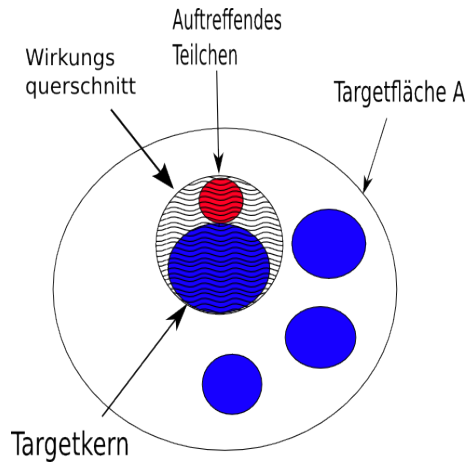 Auftreffendes
Teilchen
Wirkungs
querschnitt
Targetfläche A
Targetkern